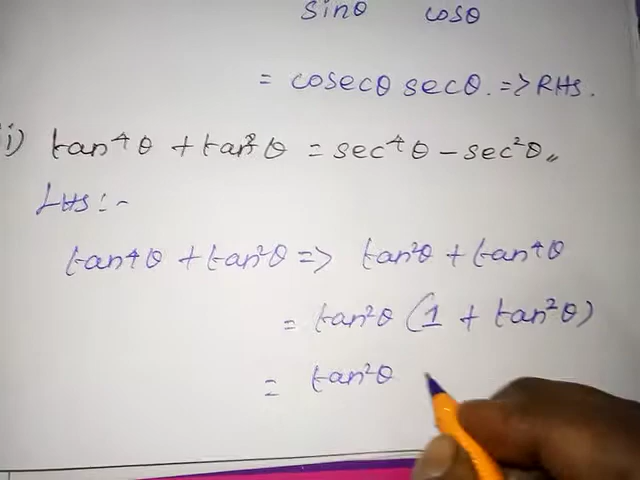 sinθ cosθ
= cosecθ secθ. => RHS.
i) tan⁴θ + tan²θ = sec⁴θ - sec²θ,,
LHS :-
tan⁴θ + tan²θ => tan²θ + tan⁴θ
= tan²θ (1 + tan²θ)
= tan²θ